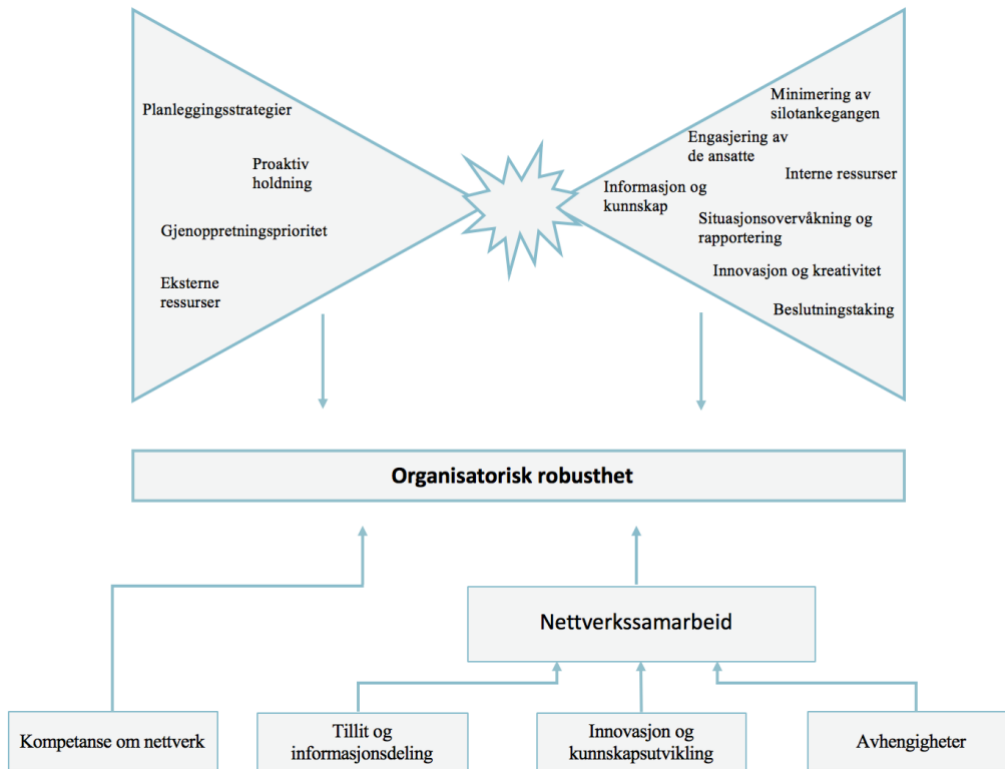 Planleggingsstrategier
Proaktiv
holdning
Gjenoppretningsprioritet
Eksterne
ressurser
Minimering av
silotankegangen
Engasjering av
de ansatte
Interne ressurser
Informasjon og
kunnskap
Situasjonsovervåkning og
rapportering
Innovasjon og kreativitet
Beslutningstaking
Organisatorisk robusthet
Nettverkssamarbeid
Kompetanse om nettverk
Tillit og
informasjonsdeling
Innovasjon og
kunnskapsutvikling
Avhengigheter